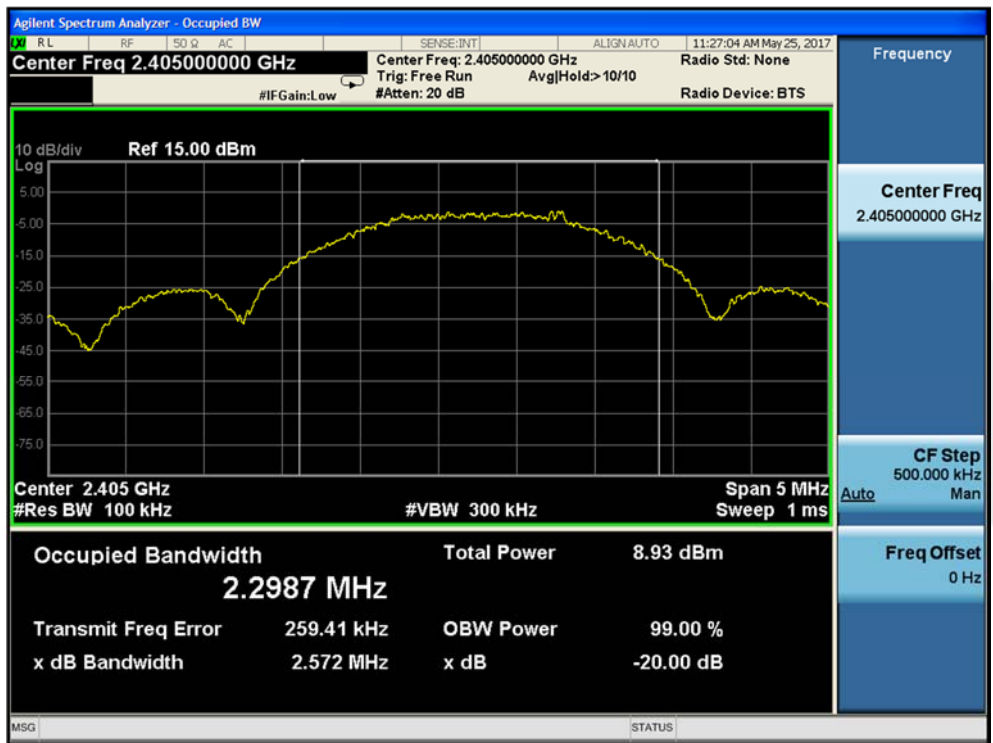 Agilent Spectrum Analyzer - Occupied BW
LXI RL RF 50 Ω AC SENSE:INT ALIGN AUTO 11:27:04 AM May 25, 2017
Center Freq 2.405000000 GHz
#IFGain:Low
Center Freq: 2.405000000 GHz
Trig: Free Run Avg|Hold:> 10/10
#Atten: 20 dB
Radio Std: None
Radio Device: BTS
10 dB/div Ref 15.00 dBm
Log
5.00
-5.00
-15.0
-25.0
-35.0
-45.0
-55.0
-65.0
-75.0
Center 2.405 GHz Span 5 MHz
#Res BW 100 kHz #VBW 300 kHz Sweep 1 ms
Occupied Bandwidth Total Power 8.93 dBm
2.2987 MHz
Transmit Freq Error 259.41 kHz OBW Power 99.00 %
x dB Bandwidth 2.572 MHz x dB -20.00 dB
MSG STATUS
Frequency
Center Freq
2.405000000 GHz
CF Step
500.000 kHz
Auto Man
Freq Offset
0 Hz